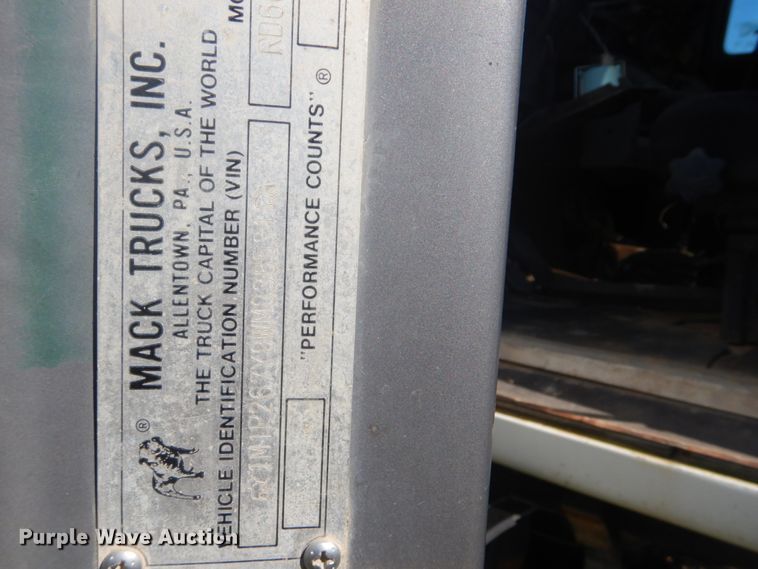 MACK TRUCKS, INC.
ALLENTOWN, PA., U.S.A.
THE TRUCK CAPITAL OF THE WORLD
VEHICLE IDENTIFICATION NUMBER (VIN) MO
"PERFORMANCE COUNTS" ®
®
Purple Wave Auction